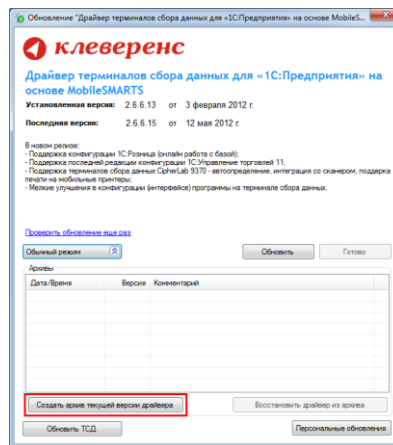 Обновление "Драйвер терминалов сбора данных для «1С:Предприятия» на основе MobileS...
клеверенс
Драйвер терминалов сбора данных для «1С:Предприятия» на
основе MobileSMARTS
Установленная версия: 2.6.6.13 от 3 февраля 2012 г.
Последняя версия: 2.6.6.15 от 12 мая 2012 г.
В новом релизе:
- Поддержка конфигурации 1С:Розница (онлайн работа с базой);
- Поддержка последней редакции конфигурации 1С:Управление торговлей 11;
- Поддержка терминалов сбора данных CipherLab 9370 - автоопределение, интеграция со сканером, поддержка
печати на мобильные принтеры;
- Мелкие улучшения в конфигурации (интерфейсе) программы на терминале сбора данных.
Проверить обновление еще раз
Обычный режим
Обновить
Готово
Архивы
Дата/Время Версия Комментарий
Создать архив текущей версии драйвера
Восстановить драйвер из архива
Обновить ТСД
Персональные обновления